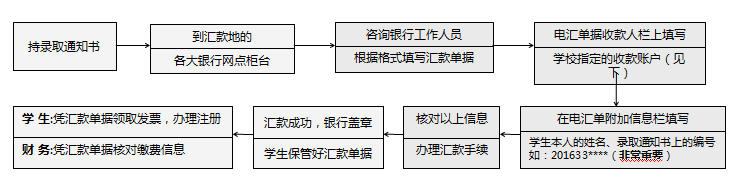 持录取通知书
到汇款地的
各大银行网点柜台
咨询银行工作人员
根据格式填写汇款单据
电汇单据收款人栏上填写
学校指定的收款账户（见
下）
在电汇单附加信息栏填写
学生本人的姓名、录取通知书上的编号
如：201633****（非常重要）
核对以上信息
办理汇款手续
汇款成功，银行盖章
学生保管好汇款单据
学 生:凭汇款单据领取发票，办理注册
财 务:凭汇款单据核对缴费信息